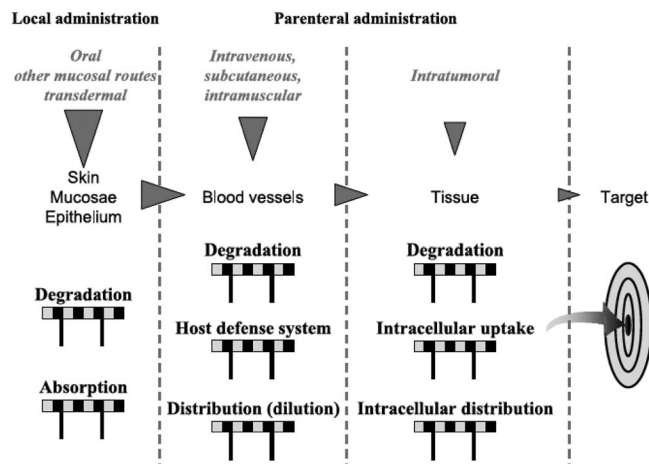 Local administration
Parenteral administration
Oral
other mucosal routes
transdermal
Intravenous,
subcutaneous,
intramuscular
Intratumoral
Skin
Mucosae
Epithelium
Blood vessels
Tissue
Target
Degradation
Absorption
Degradation
Host defense system
Distribution (dilution)
Degradation
Intracellular uptake
Intracellular distribution